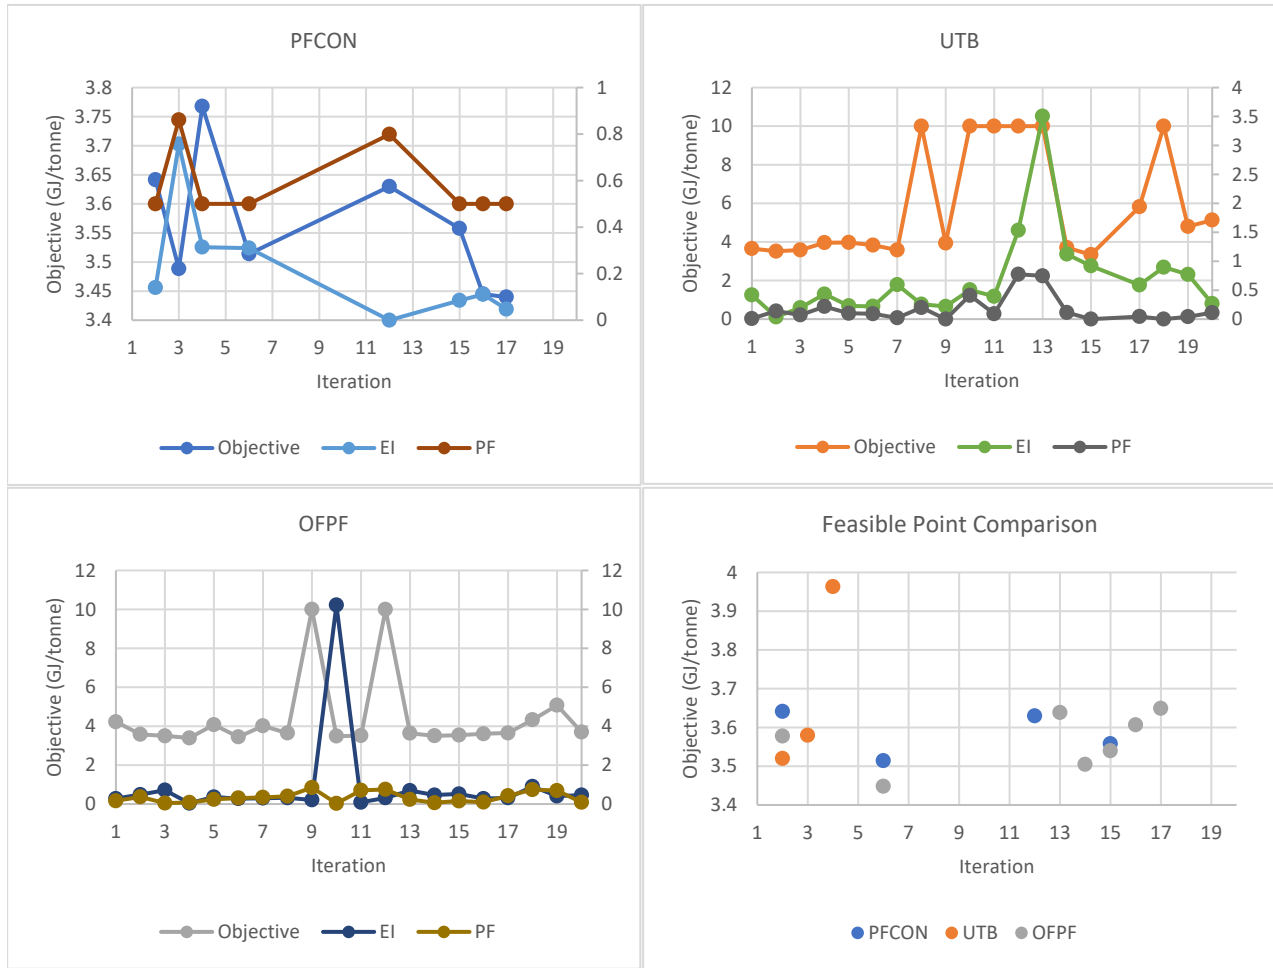 PFCON
Objective (GJ/tonne)
3.8
3.75
3.7
3.65
3.6
3.55
3.5
3.45
3.4
1
0.8
0.6
0.4
0.2
0
1 3 5 7 9 11 13 15 17 19
Iteration
Objective EI PF
UTB
Objective (GJ/tonne)
12
10
8
6
4
2
0
4
3.5
3
2.5
2
1.5
1
0.5
0
1 3 5 7 9 11 13 15 17 19
Iteration
Objective EI PF
OFPF
Objective (GJ/tonne)
12
10
8
6
4
2
0
12
10
8
6
4
2
0
1 3 5 7 9 11 13 15 17 19
Iteration
Objective EI PF
Feasible Point Comparison
Objective (GJ/tonne)
4
3.9
3.8
3.7
3.6
3.5
3.4
1 3 5 7 9 11 13 15 17 19
Iteration
PFCON UTB OFPF